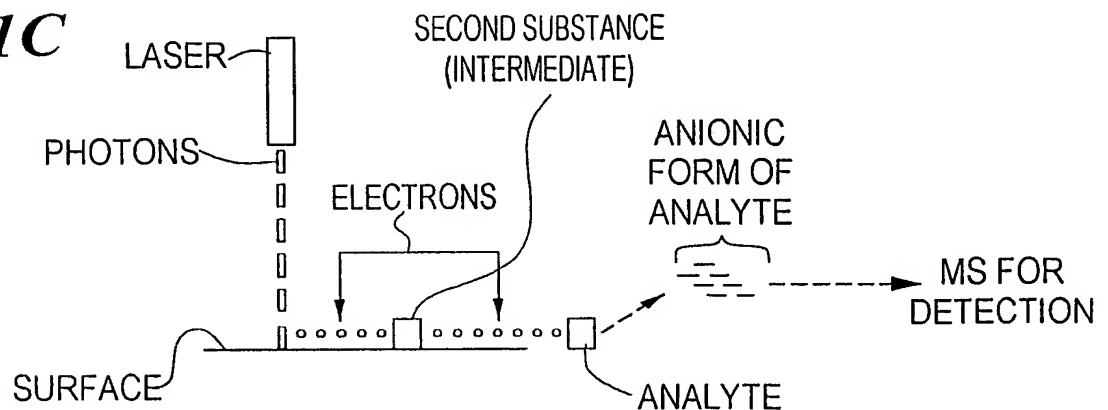 1C
LASER
SECOND SUBSTANCE
(INTERMEDIATE)
PHOTONS
ELECTRONS
ANIONIC
FORM OF
ANALYTE
MS FOR
DETECTION
SURFACE
ANALYTE